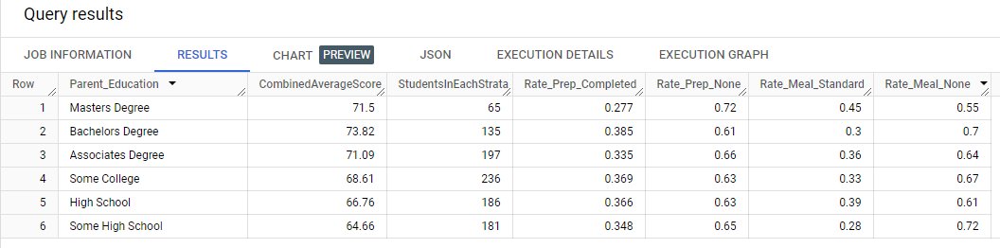 Query results
JOB INFORMATION RESULTS CHART PREVIEW JSON EXECUTION DETAILS EXECUTION GRAPH
Row Parent_Education CombinedAverageScore StudentsInEachStrata Rate_Prep_Completed Rate_Prep_None Rate_Meal_Standard Rate_Meal_None
1 Masters Degree 71.5 65 0.277 0.72 0.45 0.55
2 Bachelors Degree 73.82 135 0.385 0.61 0.3 0.7
3 Associates Degree 71.09 197 0.335 0.66 0.36 0.64
4 Some College 68.61 236 0.369 0.63 0.33 0.67
5 High School 66.76 186 0.366 0.63 0.39 0.61
6 Some High School 64.66 181 0.348 0.65 0.28 0.72